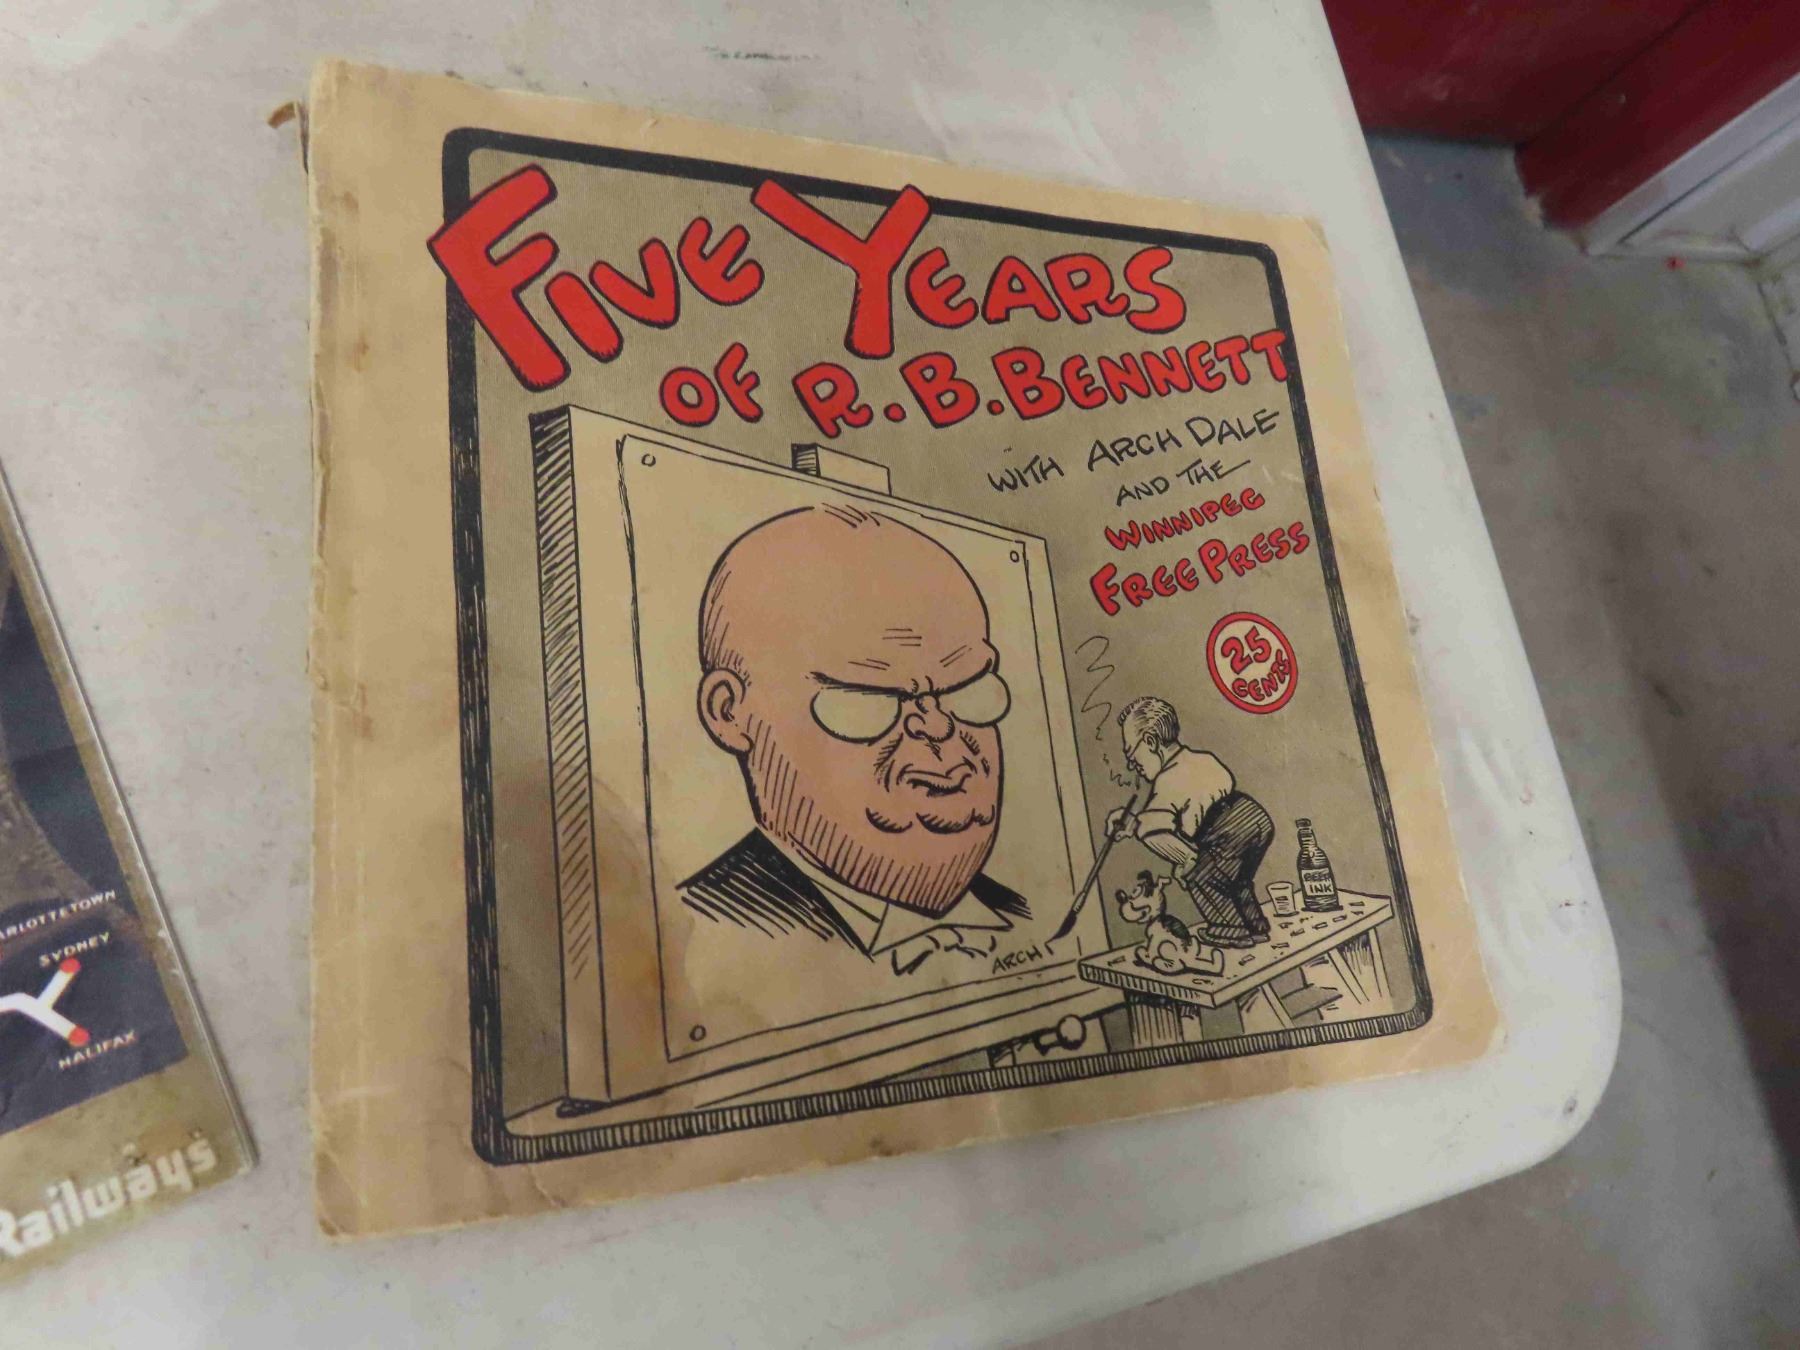 FIVE YEARS
OF R.B. BENNETT
WITH ARCH DALE
AND THE
WINNIPEG
FREE PRESS
25
CENTS
BEER
INK
ARCH
SYDNEY
HALIFAX
Railways